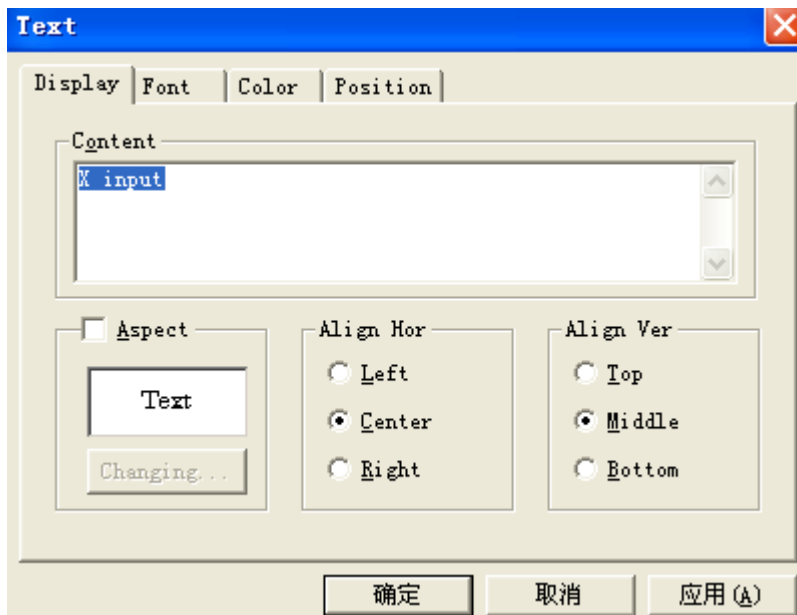 Text
Display Font Color Position
Content
X input
Aspect
Text
Changing...
Align Hor
Left
Center
Right
Align Ver
Top
Middle
Bottom
确定 取消 应用(A)